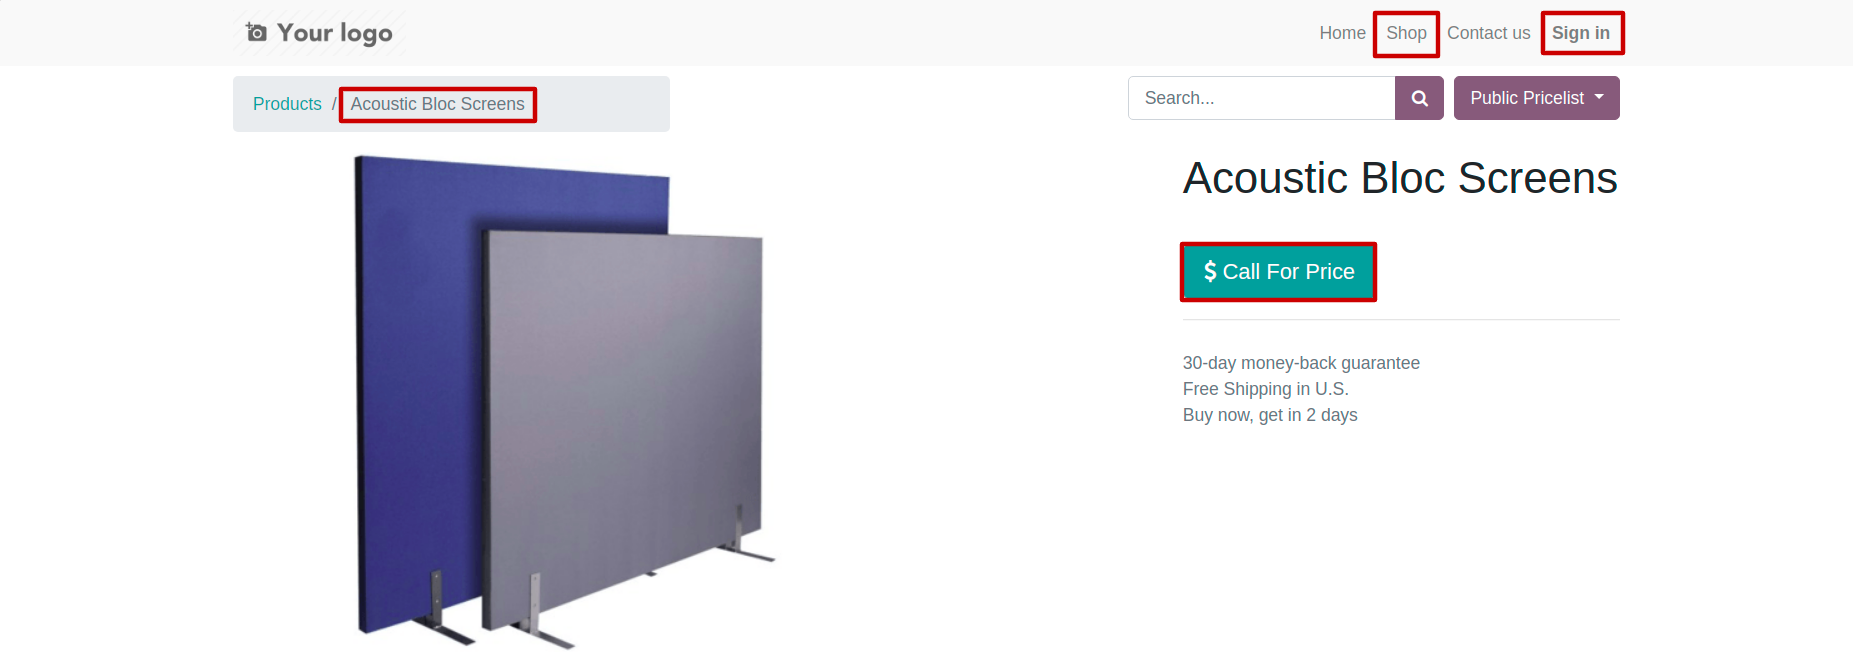 Your logo
Home Shop Contact us Sign in
Products / Acoustic Bloc Screens
Search...
Public Pricelist
Acoustic Bloc Screens
$ Call For Price
30-day money-back guarantee
Free Shipping in U.S.
Buy now, get in 2 days